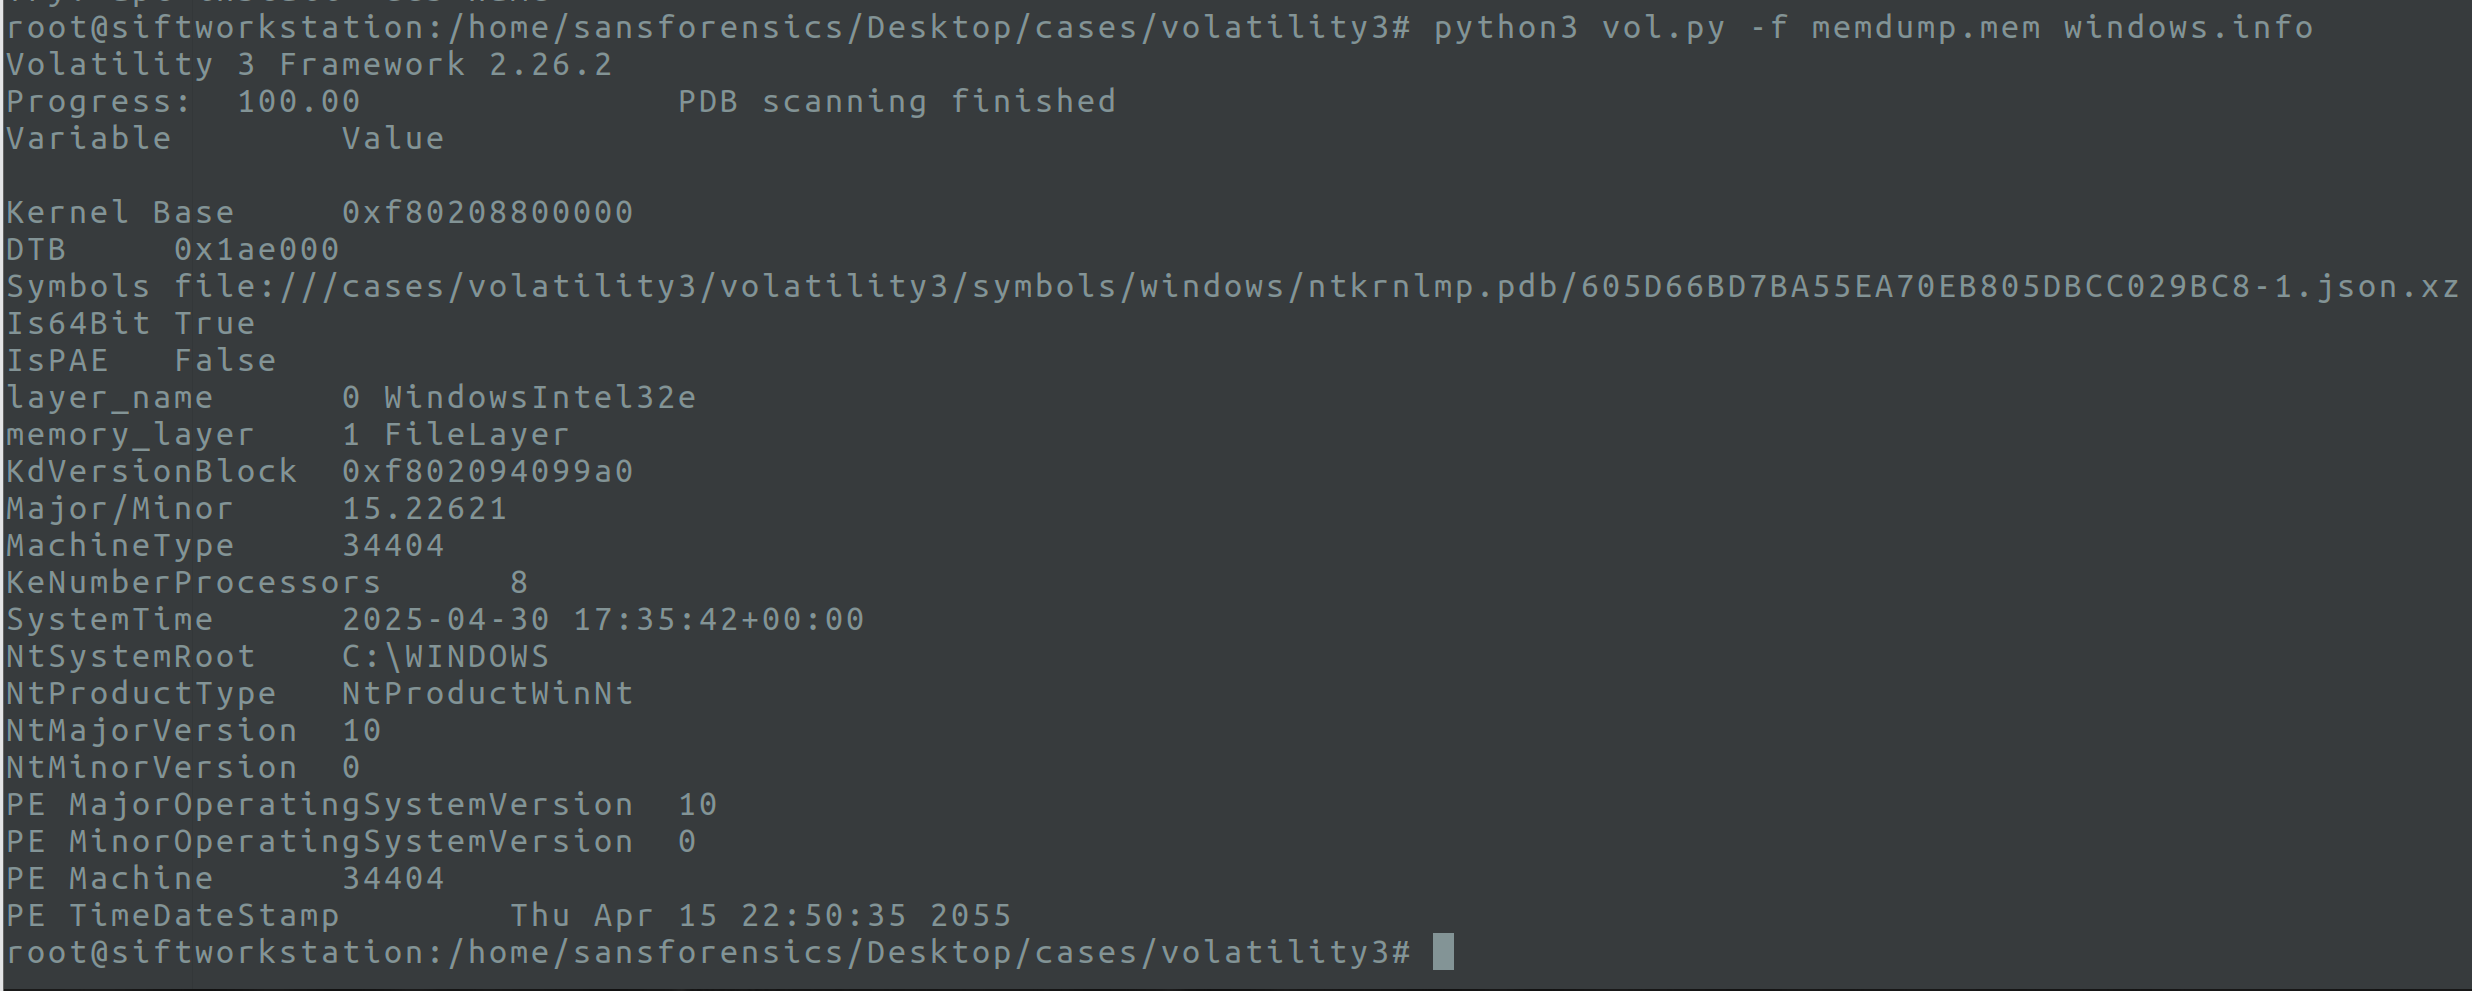 root@siftworkstation:/home/sansforensics/Desktop/cases/volatility3# python3 vol.py -f memdump.mem windows.info
Volatility 3 Framework 2.26.2
Progress:  100.00               PDB scanning finished
Variable        Value

Kernel Base     0xf80208800000
DTB     0x1ae000
Symbols file:///cases/volatility3/volatility3/symbols/windows/ntkrnlmp.pdb/605D66BD7BA55EA70EB805DBCC029BC8-1.json.xz
Is64Bit True
IsPAE   False
layer_name      0 WindowsIntel32e
memory_layer    1 FileLayer
KdVersionBlock  0xf802094099a0
Major/Minor     15.22621
MachineType     34404
KeNumberProcessors      8
SystemTime      2025-04-30 17:35:42+00:00
NtSystemRoot    C:\WINDOWS
NtProductType   NtProductWinNt
NtMajorVersion  10
NtMinorVersion  0
PE MajorOperatingSystemVersion  10
PE MinorOperatingSystemVersion  0
PE Machine      34404
PE TimeDateStamp        Thu Apr 15 22:50:35 2055
root@siftworkstation:/home/sansforensics/Desktop/cases/volatility3#